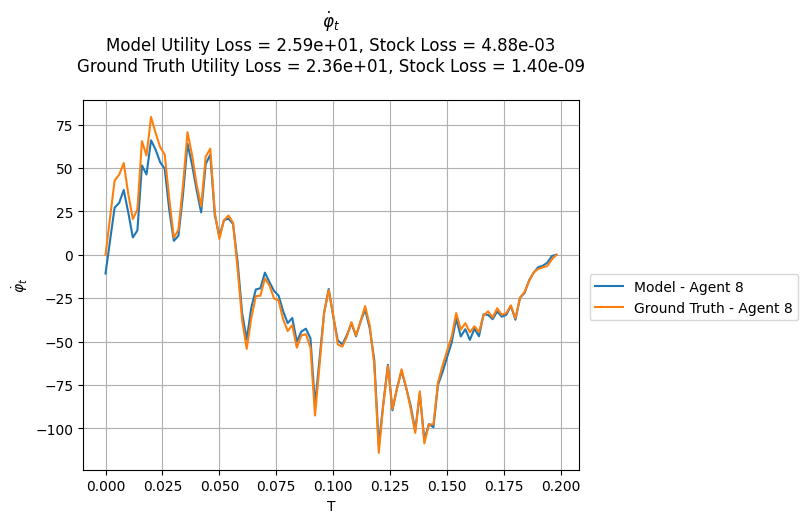 φ̇ₜ
Model Utility Loss = 2.59e+01, Stock Loss = 4.88e-03
Ground Truth Utility Loss = 2.36e+01, Stock Loss = 1.40e-09
φ̇ₜ
75
50
25
0
−25
−50
−75
−100
0.000 0.025 0.050 0.075 0.100 0.125 0.150 0.175 0.200
T
Model - Agent 8
Ground Truth - Agent 8